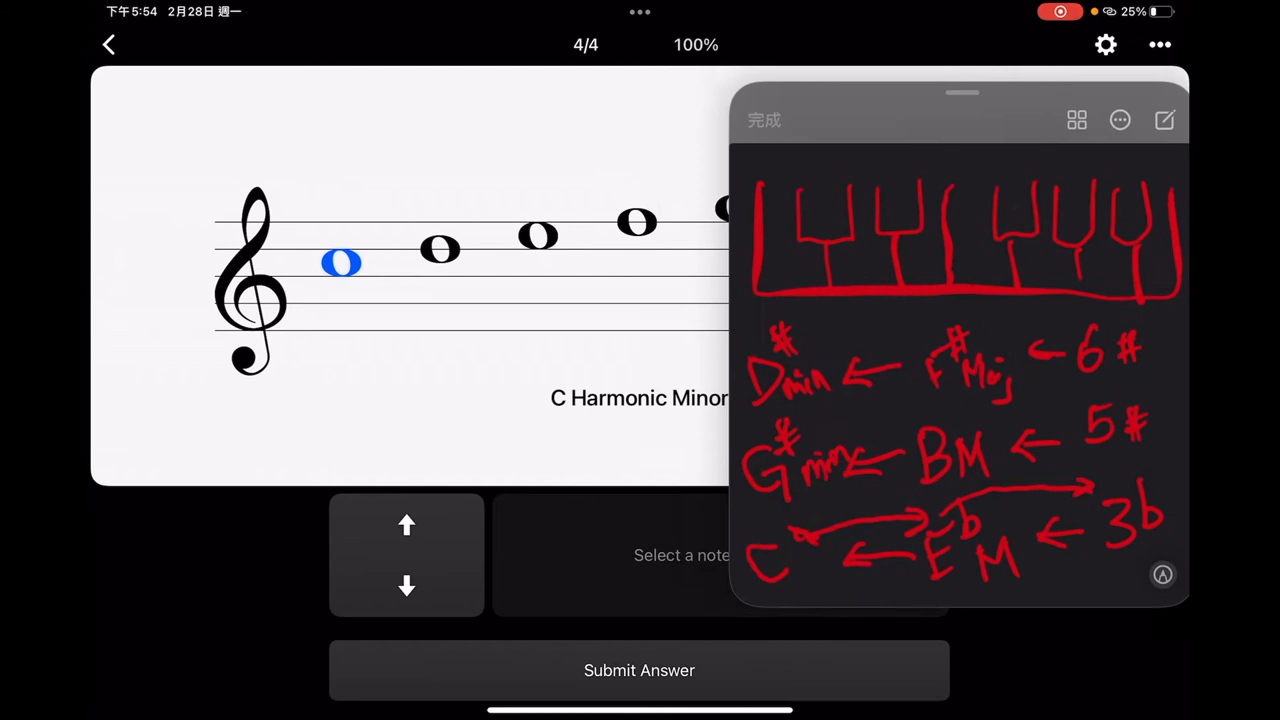 下午5:54 2月28日 週一
25%
4/4 100%
完成
C Harmonic Minor
D#min ← F#Maj ← 6#
G#min ← BM ← 5#
C ← EbM ← 3b
Select a note
Submit Answer